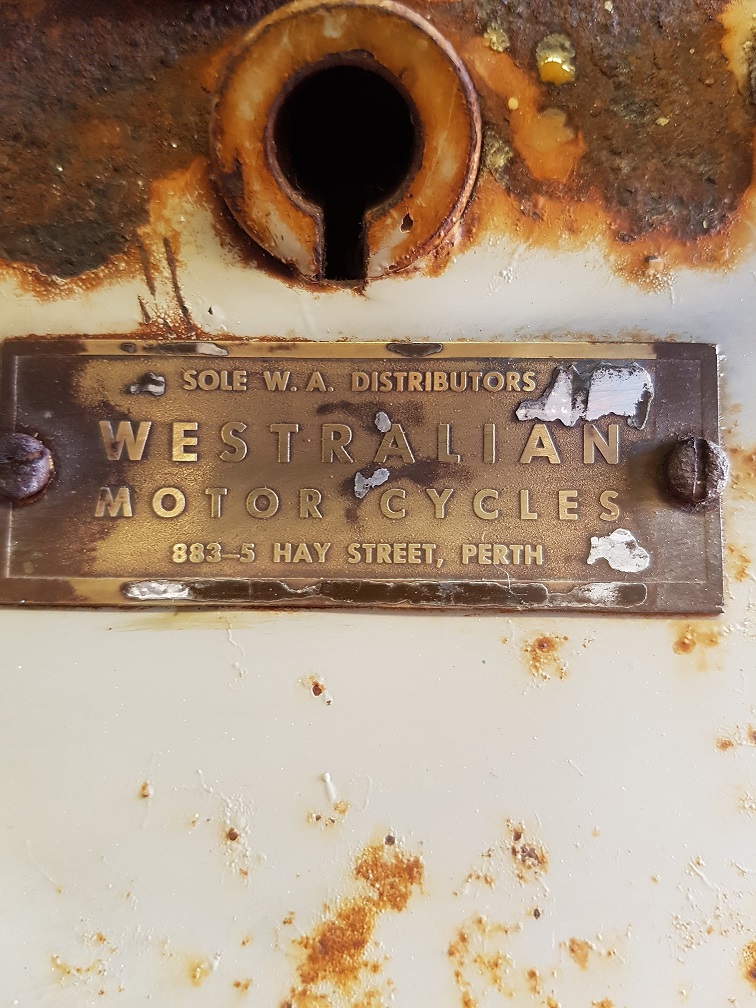 SOLE W. A. DISTRIBUTORS
WESTRALIAN
MOTOR CYCLES
883–5 HAY STREET, PERTH